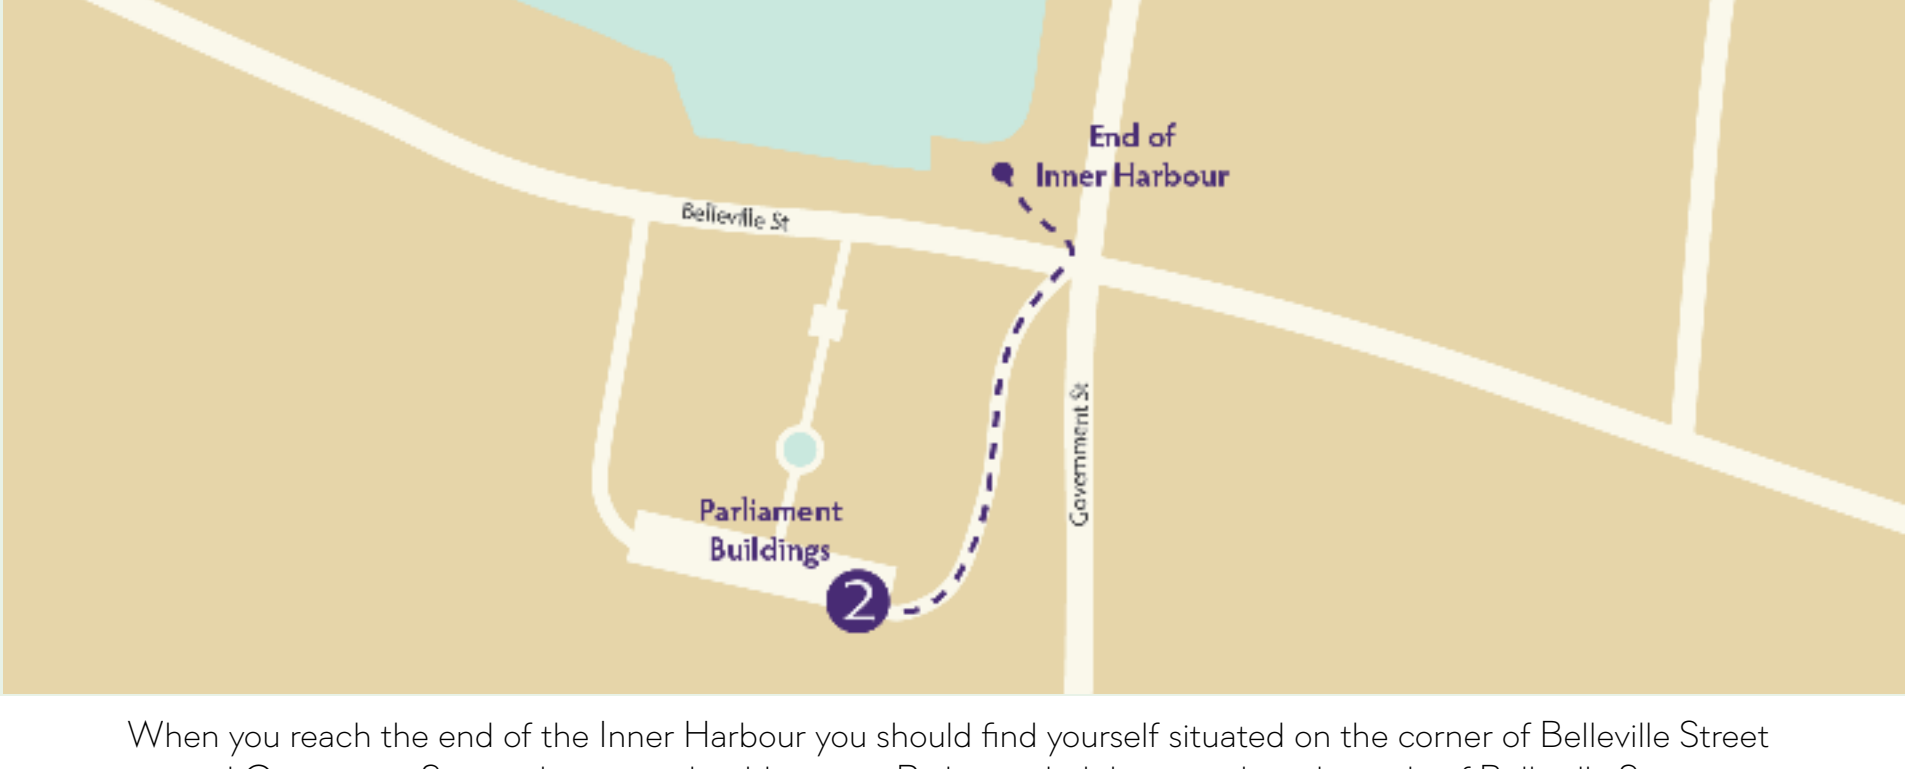 End of
Inner Harbour
Belleville St
Government St
Parliament
Buildings
2
When you reach the end of the Inner Harbour you should find yourself situated on the corner of Belleville Street